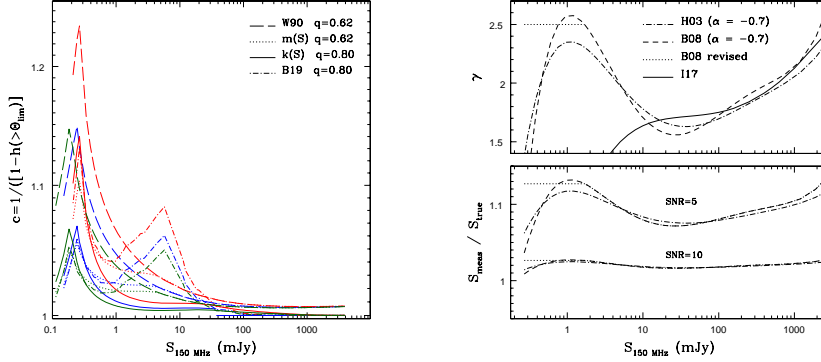 W90 q=0.62
m(S) q=0.62
k(S) q=0.80
B19 q=0.80
1.2
1.1
1
c=1/([1-h(>Θlim)]
0.1
1
10
100
1000
S150 MHz (mJy)
H03 (α = -0.7)
B08 (α = -0.7)
B08 revised
I17
2.5
2
1.5
γ
SNR=5
SNR=10
1.1
1
Smeas / Strue
1
10
100
1000
S150 MHz (mJy)